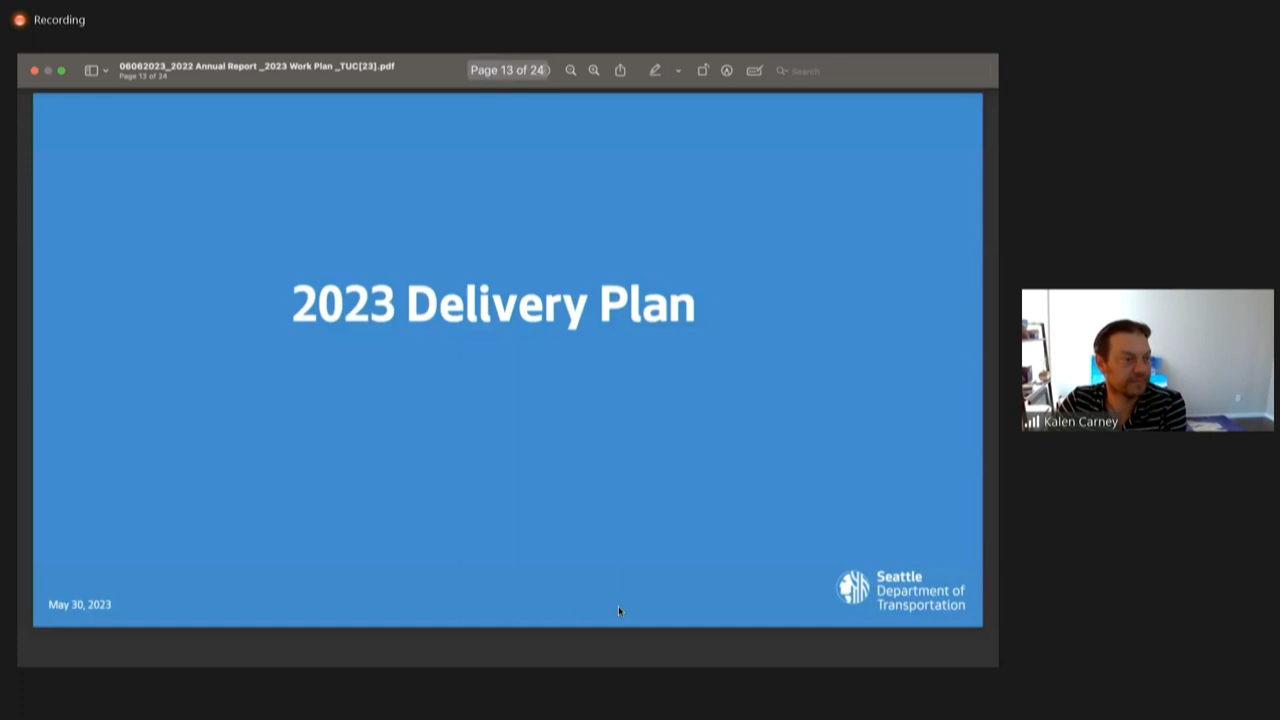 Recording
06062023_2022 Annual Report _2023 Work Plan _TUC[23].pdf
Page 13 of 24
Page 13 of 24
Search
2023 Delivery Plan
May 30, 2023
Seattle
Department of
Transportation
Kalen Carney